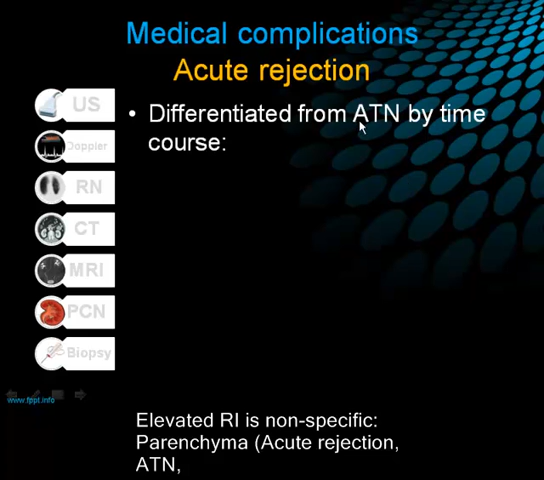 Medical complications
Acute rejection
• Differentiated from ATN by time
course:
US
Doppler
RN
CT
MRI
PCN
Biopsy
www.fppt.info
Elevated RI is non-specific:
Parenchyma (Acute rejection,
ATN,